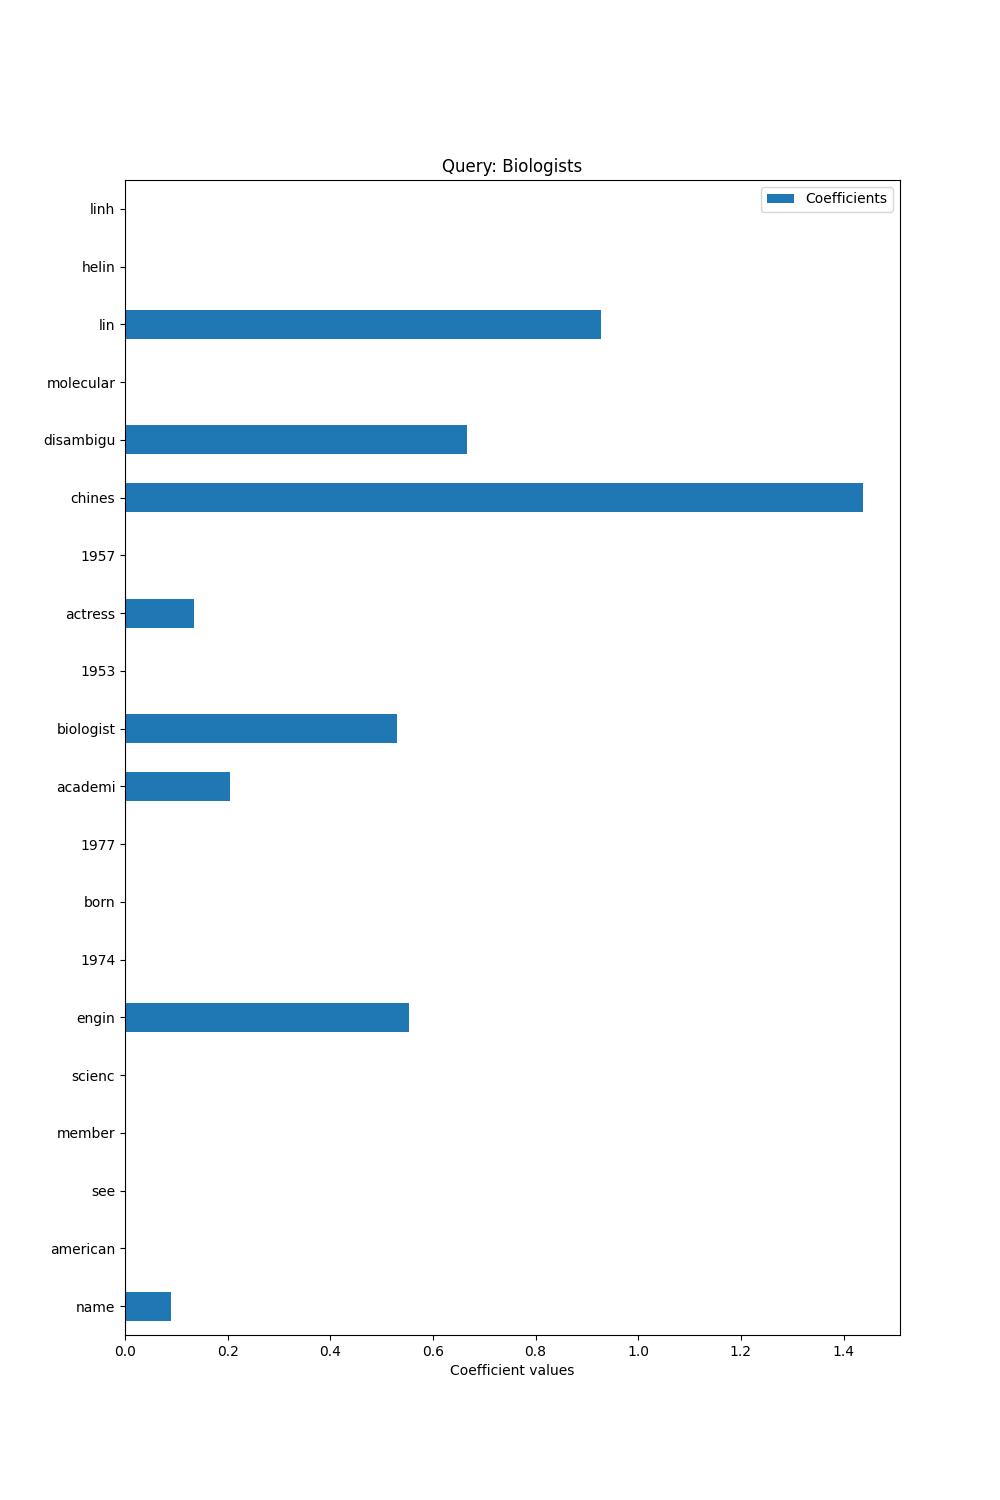 Query: Biologists
Coefficients
linh
helin
lin
molecular
disambigu
chines
1957
actress
1953
biologist
academi
1977
born
1974
engin
scienc
member
see
american
name
0.0 0.2 0.4 0.6 0.8 1.0 1.2 1.4
Coefficient values